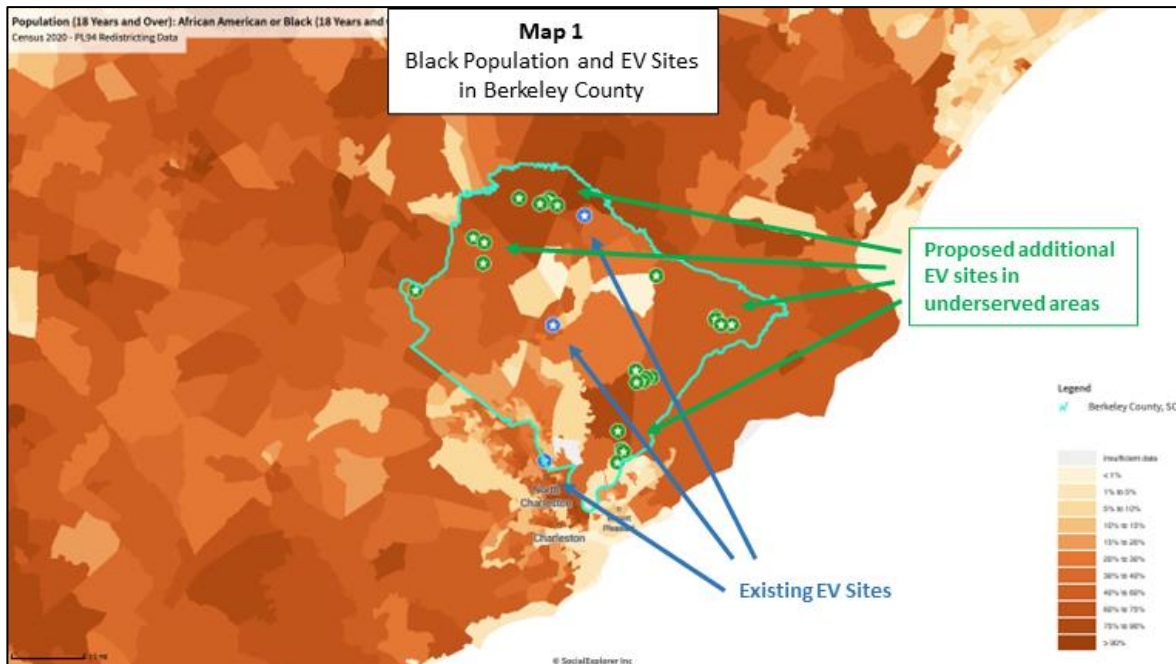 Population (18 Years and Over): African American or Black (18 Years and
Census 2020 - PL94 Redistricting Data
Map 1
Black Population and EV Sites
in Berkeley County
Proposed additional
EV sites in
underserved areas
Legend
Berkeley County, SC
Insufficient data
< 1%
1% to 5%
5% to 10%
10% to 15%
15% to 20%
20% to 30%
30% to 40%
40% to 60%
60% to 75%
75% to 90%
> 90%
North
Charleston
Mount
Pleasant
Charleston
Existing EV Sites
© SocialExplorer Inc